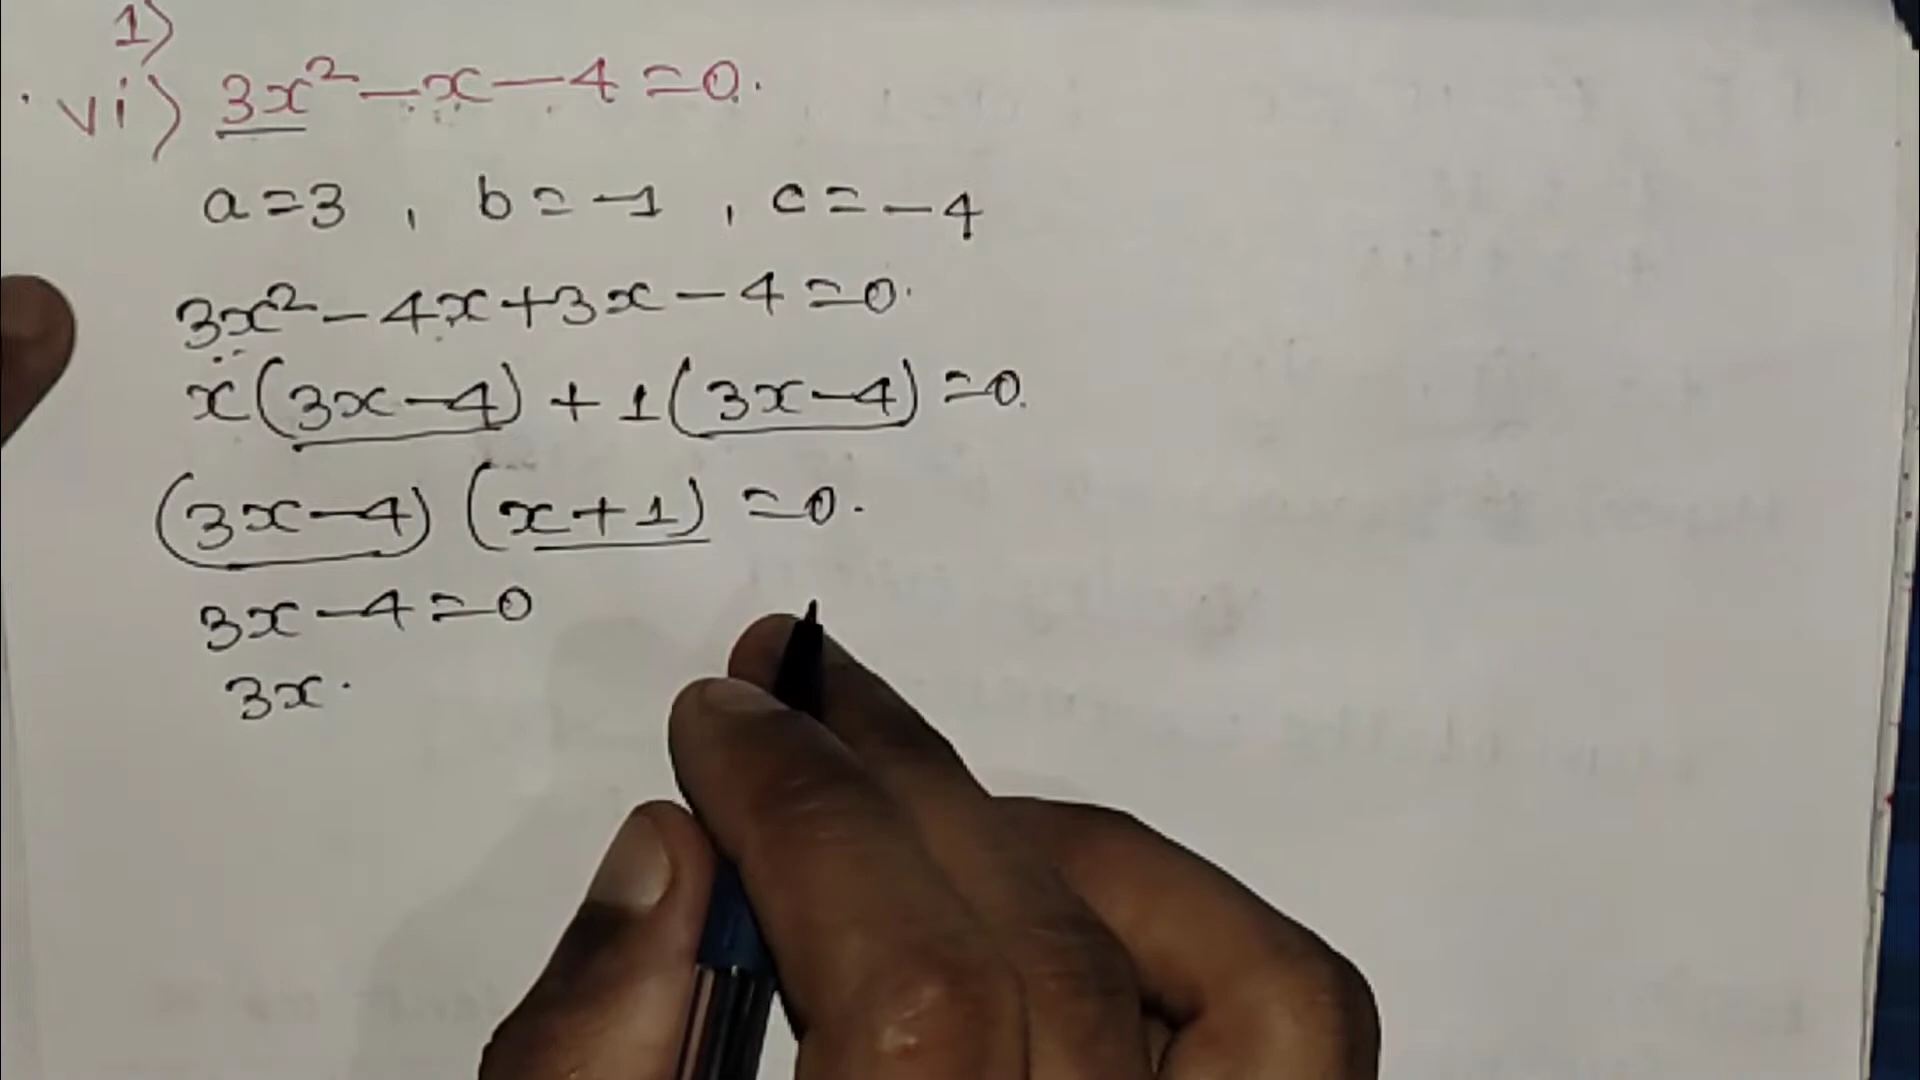 1)
vi) 3x² - x - 4 = 0.
a = 3 , b = -1 , c = -4
3x² - 4x + 3x - 4 = 0.
x(3x - 4) + 1(3x - 4) = 0.
(3x - 4) (x + 1) = 0.
3x - 4 = 0
3x